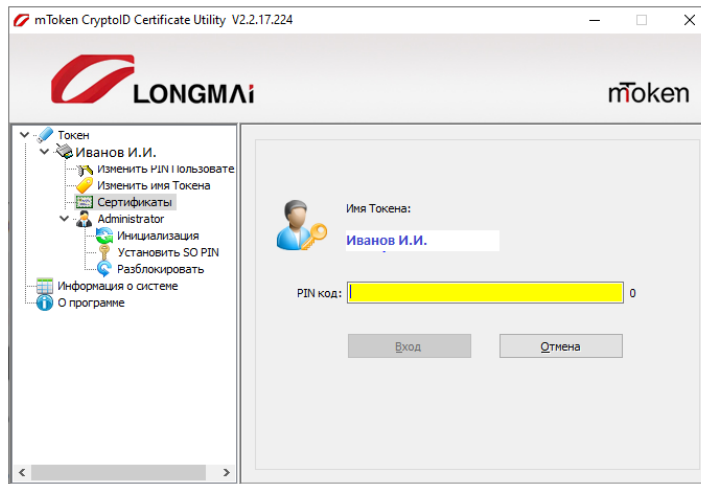 mToken CryptoID Certificate Utility V2.2.17.224
LONGMAi
mToken
Токен
Иванов И.И.
Изменить PIN Пользовате
Изменить имя Токена
Сертификаты
Administrator
Инициализация
Установить SO PIN
Разблокировать
Информация о системе
О программе
Имя Токена:
Иванов И.И.
PIN код:
0
Вход
Отмена